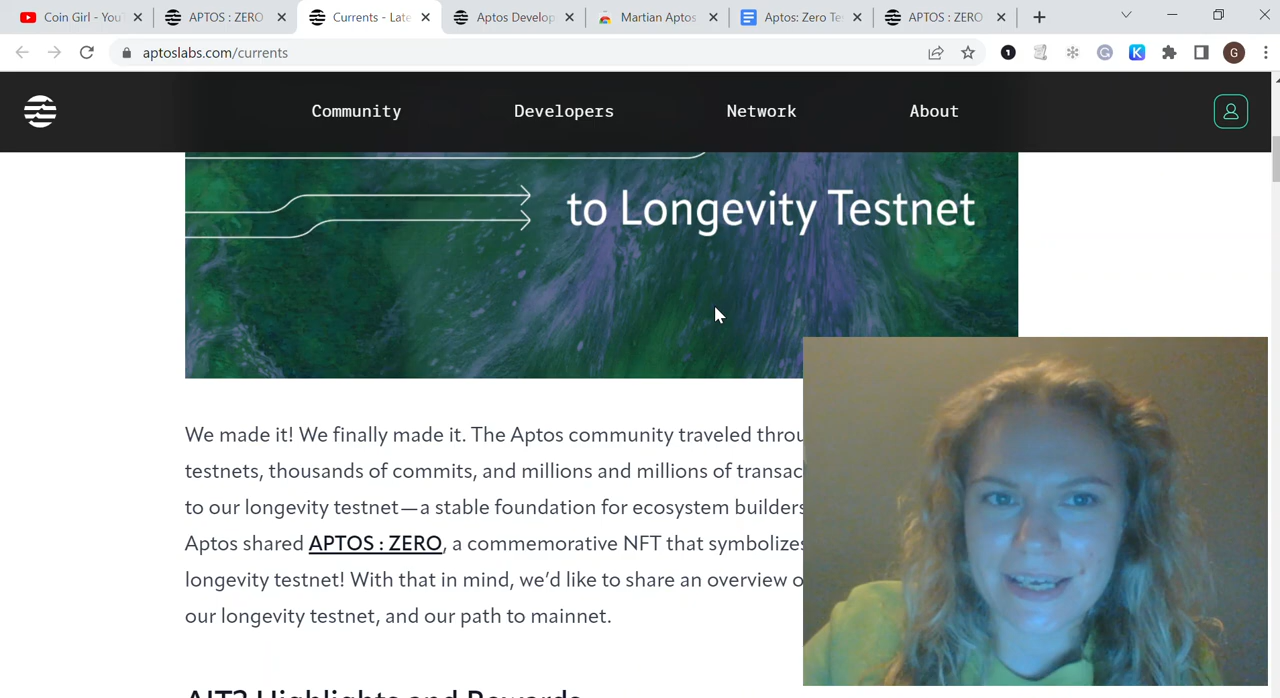 Coin Girl - You
APTOS : ZERO
Currents - Late
Aptos Develop
Martian Aptos
Aptos: Zero Te
APTOS : ZERO
aptoslabs.com/currents
G
Community
Developers
Network
About
to Longevity Testnet
We made it! We finally made it. The Aptos community traveled throu
testnets, thousands of commits, and millions and millions of transac
to our longevity testnet—a stable foundation for ecosystem builders
Aptos shared APTOS : ZERO, a commemorative NFT that symbolizes
longevity testnet! With that in mind, we'd like to share an overview o
our longevity testnet, and our path to mainnet.
AIT3 Highlights and Rewards